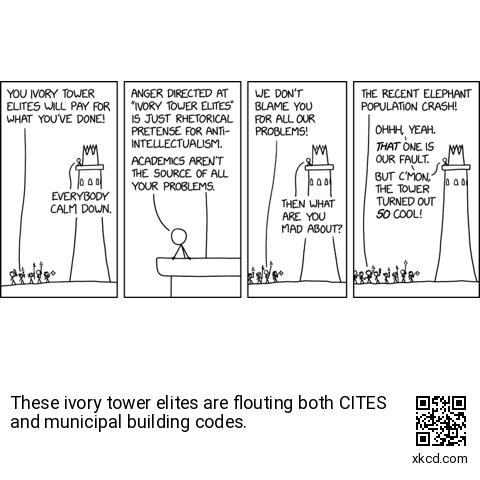 YOU IVORY TOWER
ELITES WILL PAY FOR
WHAT YOU'VE DONE!
EVERYBODY
CALM DOWN.
ANGER DIRECTED AT
"IVORY TOWER ELITES"
IS JUST RHETORICAL
PRETENSE FOR ANTI-
INTELLECTUALISM.
ACADEMICS AREN'T
THE SOURCE OF ALL
YOUR PROBLEMS.
WE DON'T
BLAME YOU
FOR ALL OUR
PROBLEMS!
THEN WHAT
ARE YOU
MAD ABOUT?
THE RECENT ELEPHANT
POPULATION CRASH!
OHHH, YEAH.
THAT ONE IS
OUR FAULT.
BUT C'MON,
THE TOWER
TURNED OUT
SO COOL!
These ivory tower elites are flouting both CITES
and municipal building codes.
xkcd.com